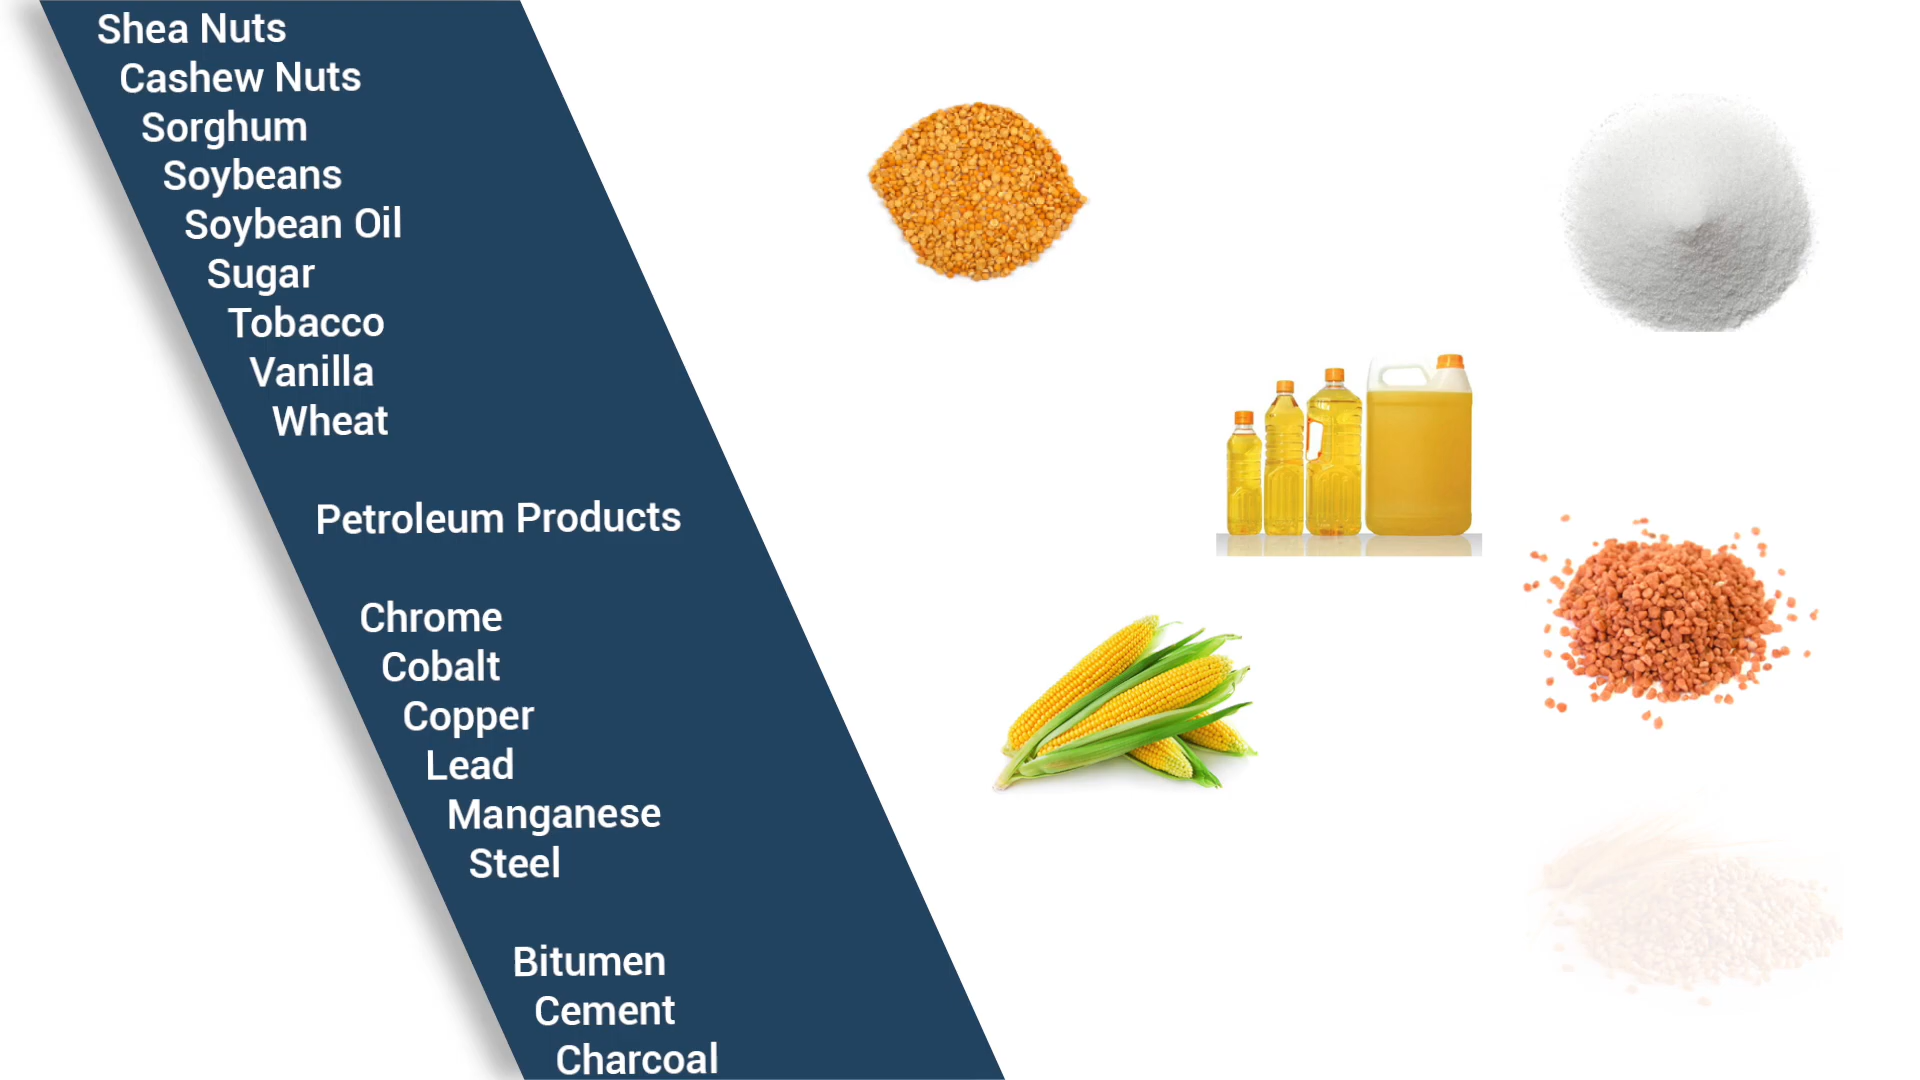 Shea Nuts
Cashew Nuts
Sorghum
Soybeans
Soybean Oil
Sugar
Tobacco
Vanilla
Wheat
Petroleum Products
Chrome
Cobalt
Copper
Lead
Manganese
Steel
Bitumen
Cement
Charcoal